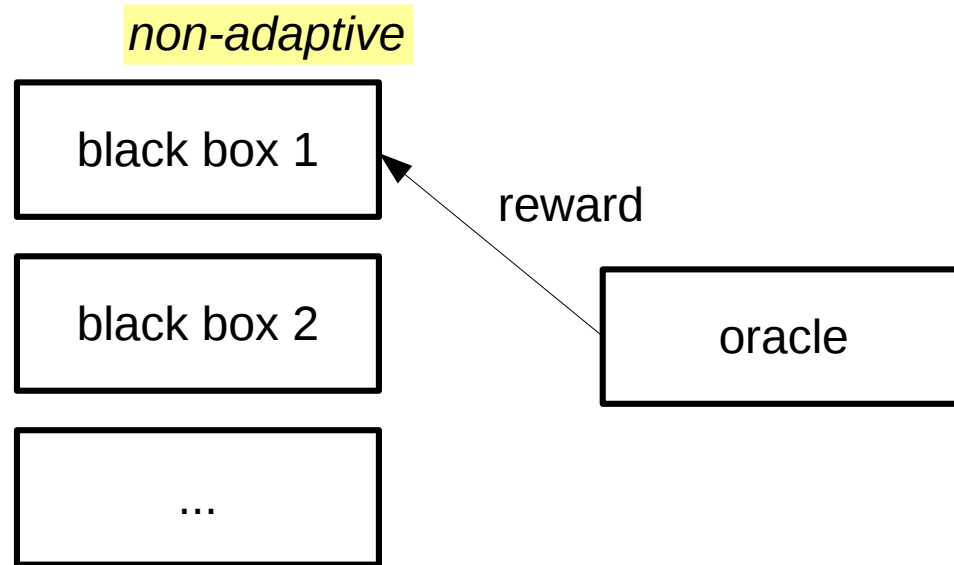 non-adaptive
black box 1
reward
black box 2
oracle
...